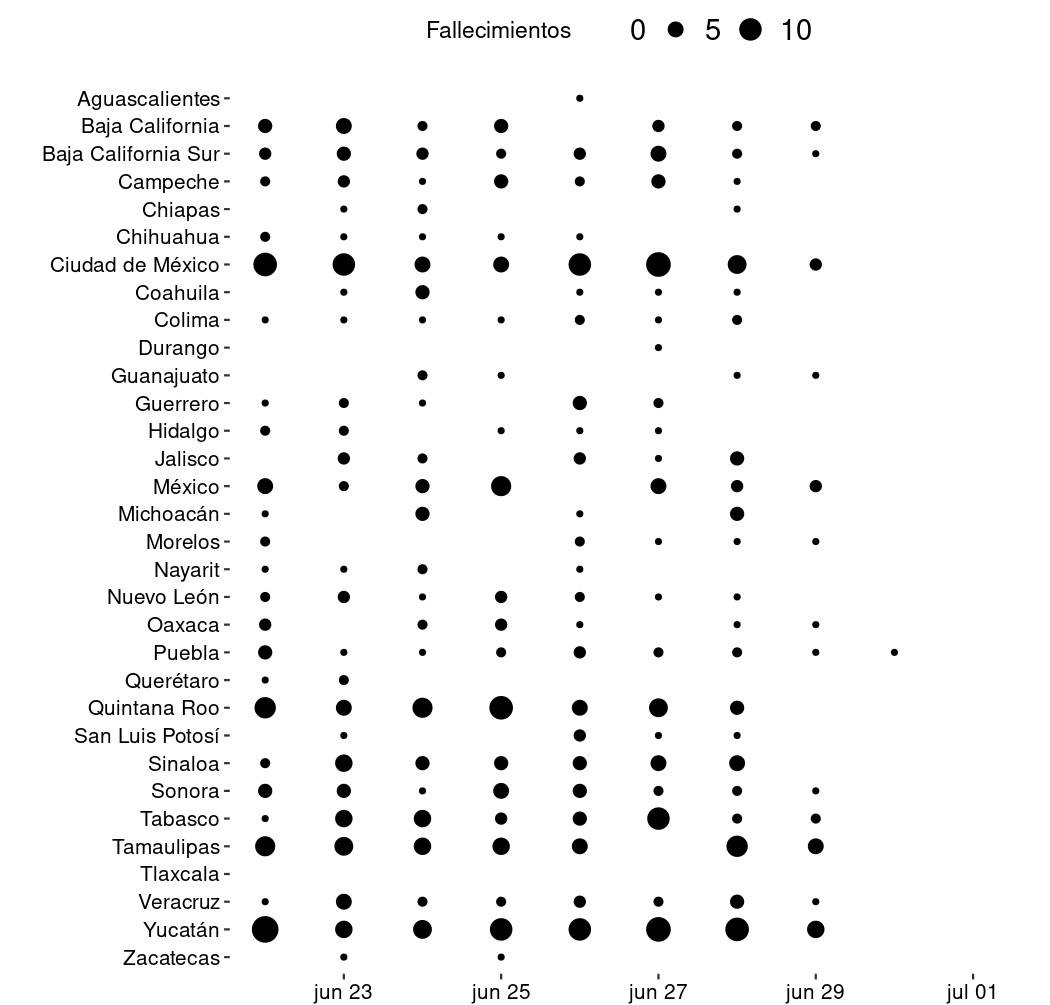 Fallecimientos 0 5 10
Aguascalientes
Baja California
Baja California Sur
Campeche
Chiapas
Chihuahua
Ciudad de México
Coahuila
Colima
Durango
Guanajuato
Guerrero
Hidalgo
Jalisco
México
Michoacán
Morelos
Nayarit
Nuevo León
Oaxaca
Puebla
Querétaro
Quintana Roo
San Luis Potosí
Sinaloa
Sonora
Tabasco
Tamaulipas
Tlaxcala
Veracruz
Yucatán
Zacatecas
jun 23 jun 25 jun 27 jun 29 jul 01